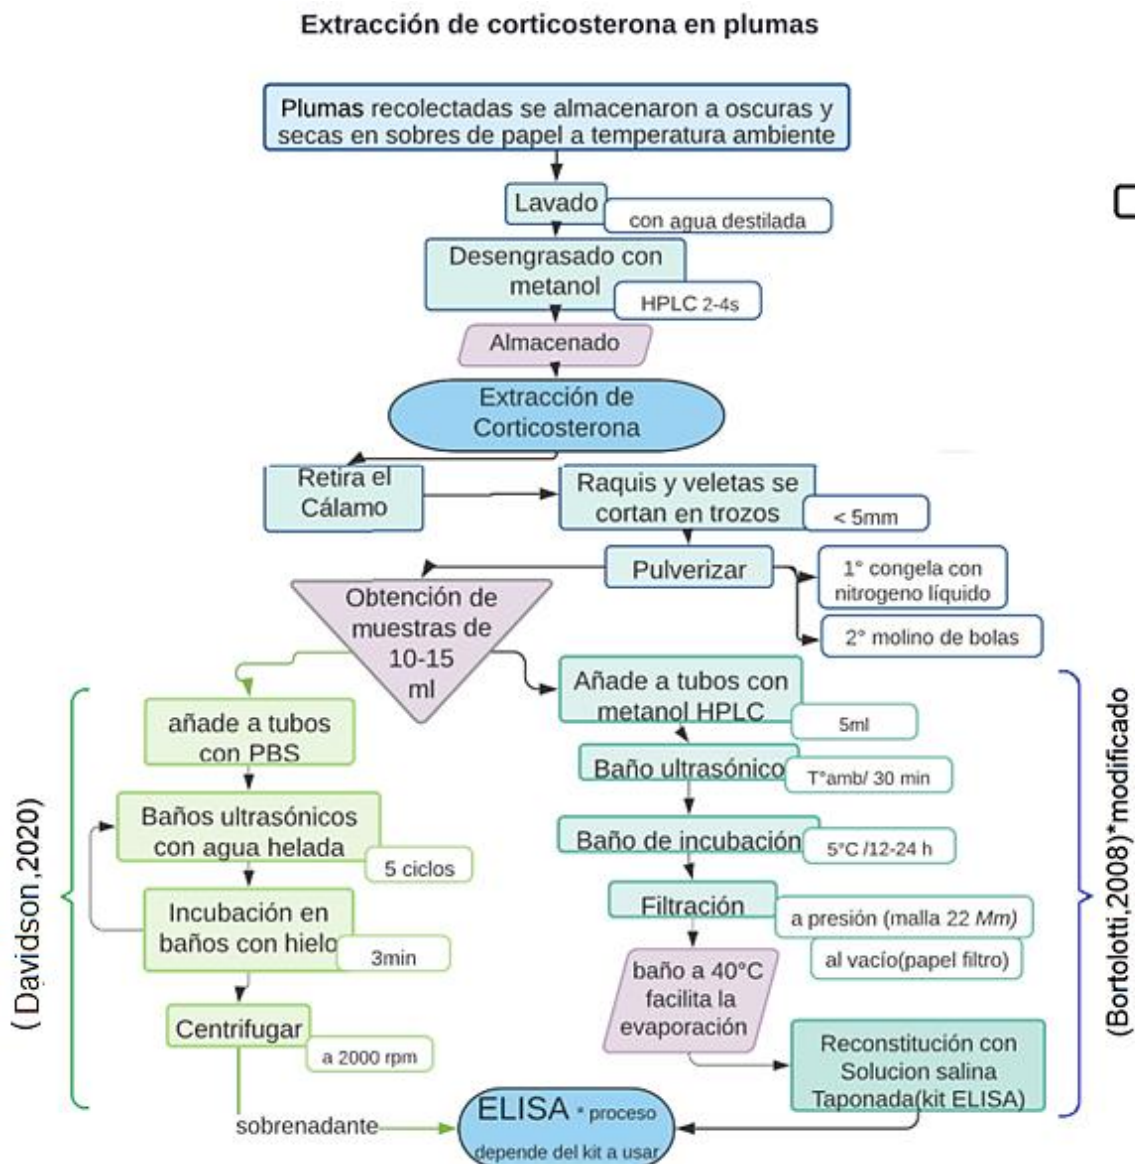 Extracción de corticosterona en plumas
Plumas recolectadas se almacenaron a oscuras y
secas en sobres de papel a temperatura ambiente
Lavado
con agua destilada
Desengrasado con
metanol
HPLC 2-4s
Almacenado
Extracción de
Corticosterona
Retira el
Cálamo
Raquis y veletas se
cortan en trozos
< 5mm
Pulverizar
1° congela con
nitrogeno líquido
2° molino de bolas
Obtención de
muestras de
10-15
ml
añade a tubos
con PBS
Baños ultrasónicos
con agua helada
5 ciclos
Incubación en
baños con hielo
3min
Centrifugar
a 2000 rpm
sobrenadante
(Davidson,2020)
Añade a tubos con
metanol HPLC
5ml
Baño ultrasónico
T°amb/ 30 min
Baño de incubación
5°C /12-24 h
Filtración
a presión (malla 22 Mm)
al vacío(papel filtro)
baño a 40°C
facilita la
evaporación
Reconstitución con
Solucion salina
Taponada(kit ELISA)
(Bortolotti,2008)*modificado
ELISA * proceso
depende del kit a usar